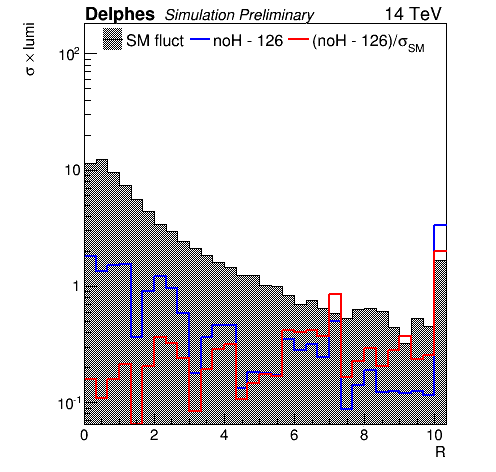 Delphes Simulation Preliminary 14 TeV
σ × lumi
SM fluct noH - 126 (noH - 126)/σ_SM
10²
10
1
10⁻¹
0 2 4 6 8 10
R